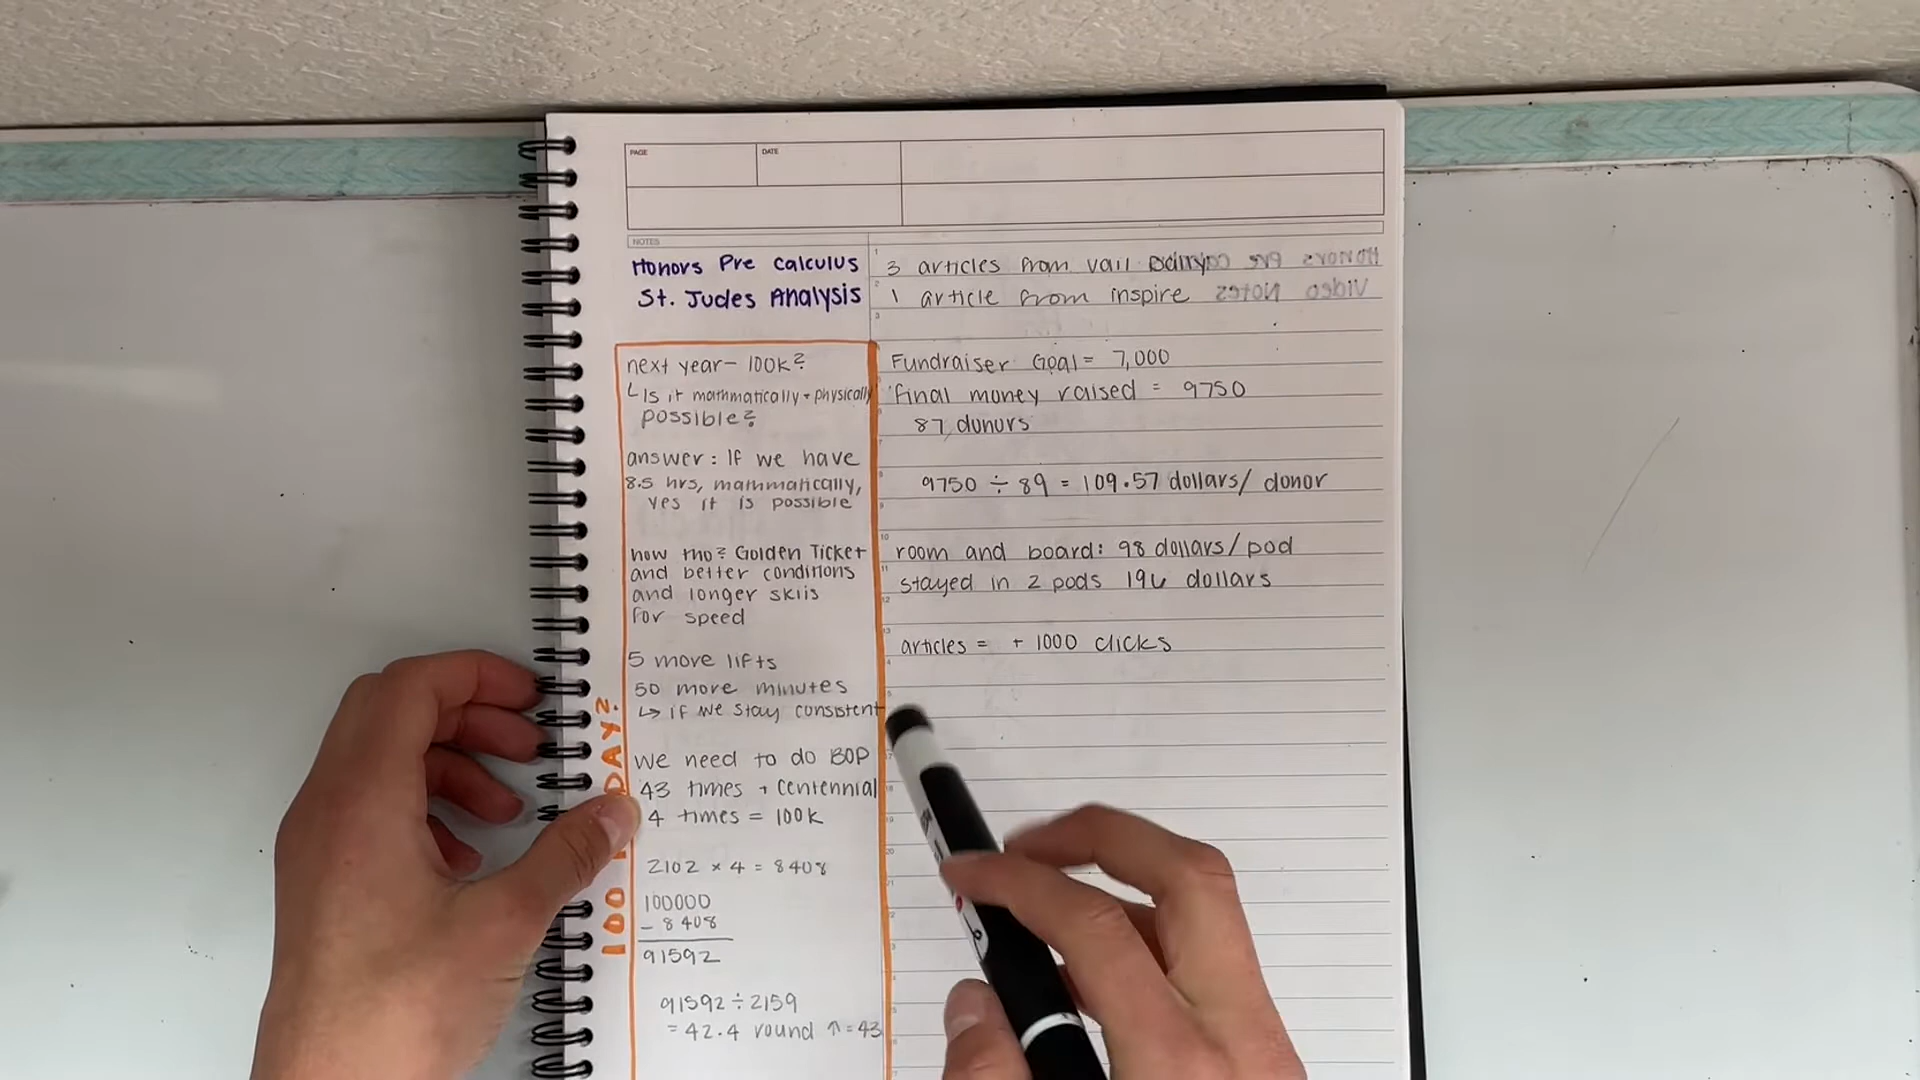 PAGE
DATE
NOTES
Honors Pre Calculus
St. Judes Analysis
next year - 100k?
Is it mathmatically + physically
possible?
answer: If we have
8.5 hrs, mathmatically,
yes it is possible
how tho? Golden Ticket
and better conditions
and longer skiis
for speed
5 more lifts
50 more minutes
↳ if we stay consistent
we need to do BOP
43 times + Centennial
4 times = 100k
2102 × 4 = 8408
100000
- 8408
91592
91592 ÷ 2159
= 42.4 round ↑ = 43
100 DAY?
3 articles from vail
1 article from inspire
Fundraiser Goal = 7,000
Final money raised = 9750
87 donors
9750 ÷ 89 = 109.57 dollars/ donor
room and board: 98 dollars/pod
stayed in 2 pods 196 dollars
articles = + 1000 clicks